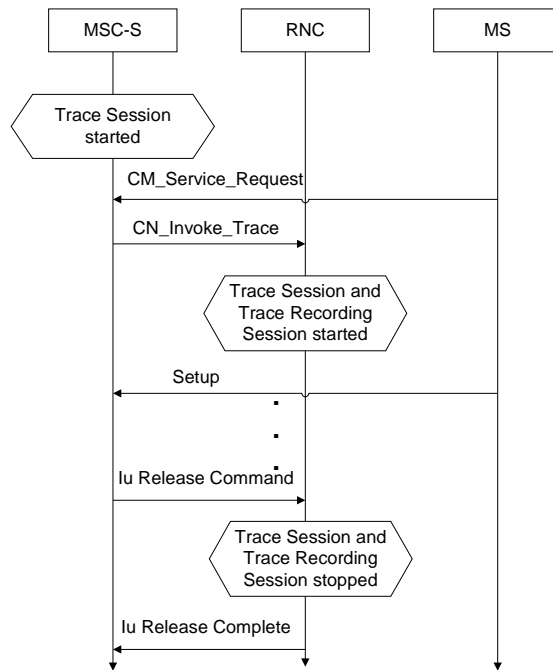 MSC-S
RNC
MS
Trace Session
started
CM_Service_Request
CN_Invoke_Trace
Trace Session and
Trace Recording
Session started
Setup
Iu Release Command
Trace Session and
Trace Recording
Session stopped
Iu Release Complete